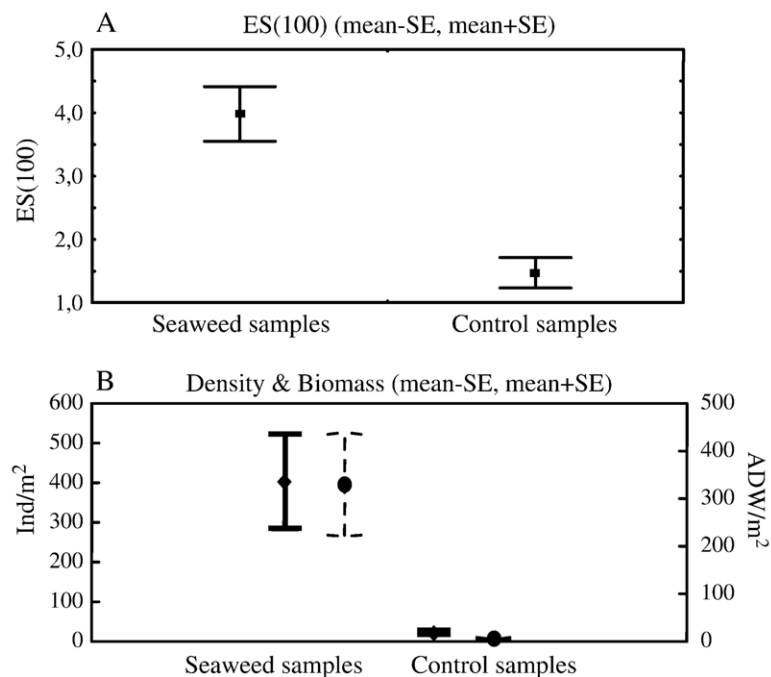 A ES(100) (mean-SE, mean+SE)
5,0
4,0
3,0
2,0
1,0
ES(100)
Seaweed samples Control samples
B Density & Biomass (mean-SE, mean+SE)
600
500
400
300
200
100
0
Ind/m²
500
400
300
200
100
0
ADW/m²
Seaweed samples Control samples